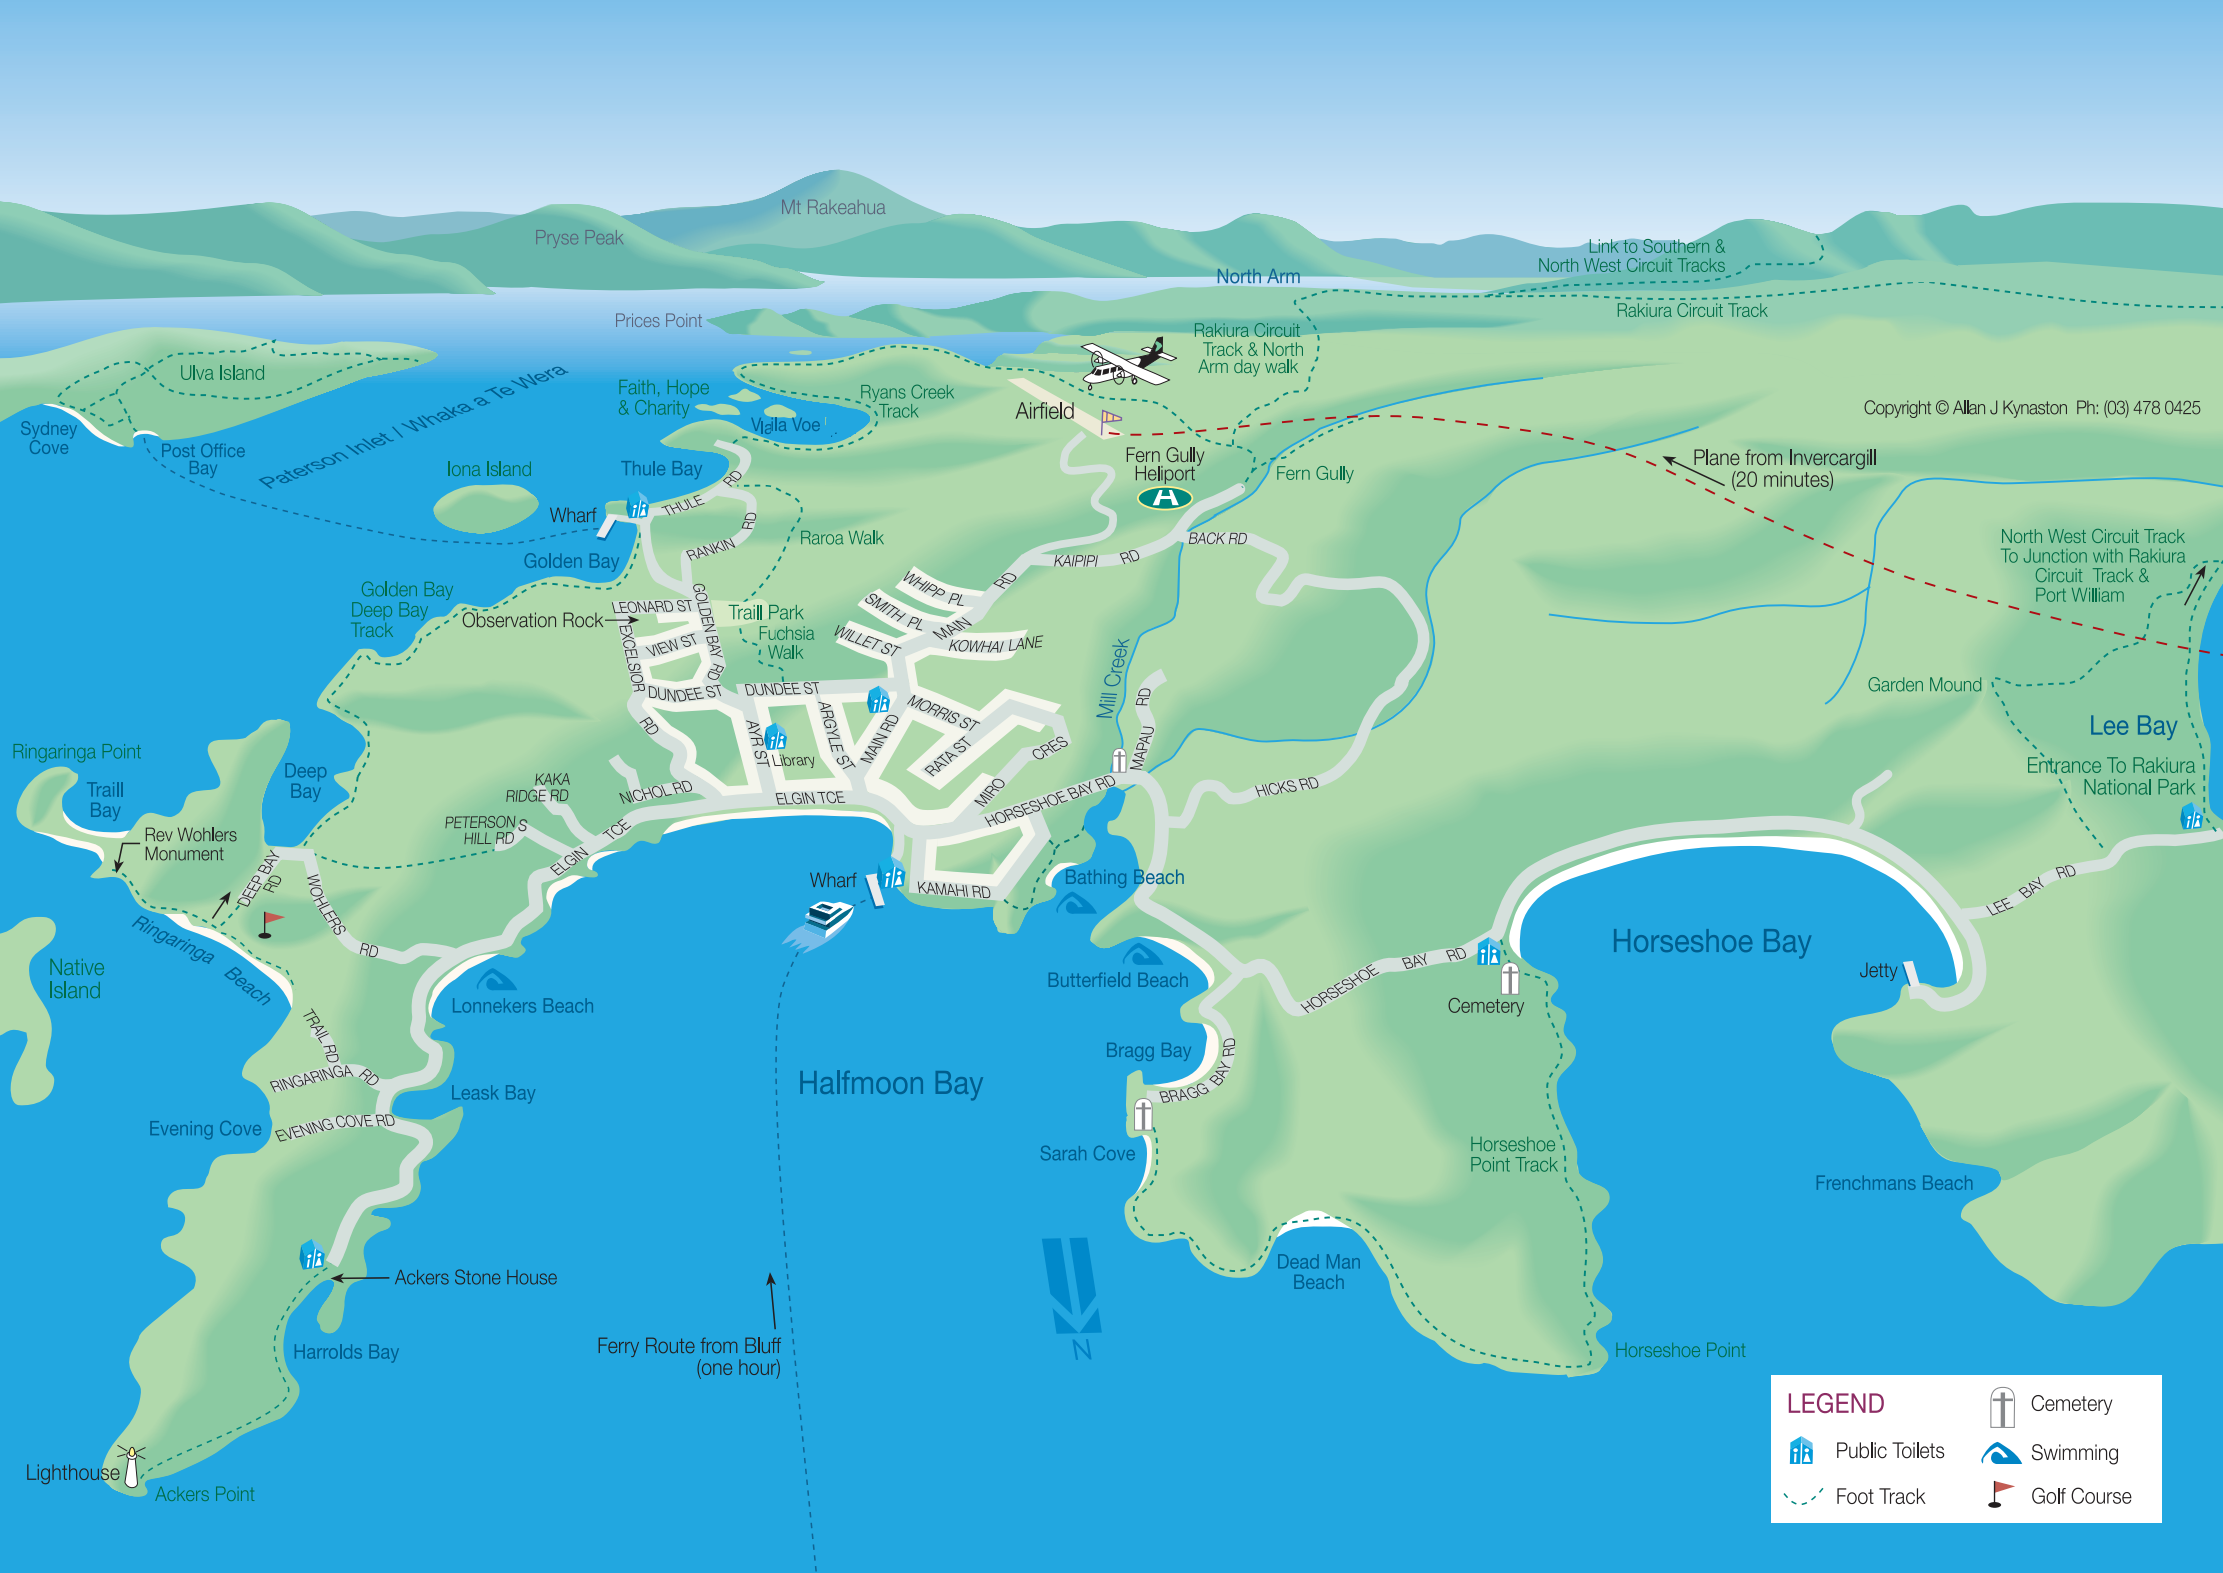 Mt Rakeahua
Pryse Peak
Link to Southern &
North West Circuit Tracks
North Arm
Rakiura Circuit Track
Prices Point
Rakiura Circuit
Track & North
Arm day walk
Ulva Island
Paterson Inlet / Whaka a Te Wera
Faith, Hope
& Charity
Ryans Creek
Track
Airfield
Copyright © Allan J Kynaston  Ph: (03) 478 0425
Sydney
Cove
Post Office
Bay
Iona Island
Thule Bay
Fern Gully
Heliport
Fern Gully
Plane from Invercargill
(20 minutes)
Wharf
THULE
RD
Golden Bay
RANKIN
RD
Raroa Walk
KAIPIPI
RD
BACK RD
North West Circuit Track
To Junction with Rakiura
Circuit Track &
Port William
Golden Bay
Deep Bay
Track
Observation Rock
LEONARD ST
EXCELSIOR
RD
VIEW ST
GOLDEN BAY RD
Traill Park
Fuchsia
Walk
WHIPP PL
SMITH PL
WILLET ST
MAIN
RD
KOWHAI LANE
Mill Creek
DUNDEE ST
DUNDEE ST
AYR ST
ARGYLE ST
MAIN RD
MORRIS ST
RATA ST
MIRO
CRES
MAPAU
RD
Garden Mound
Lee Bay
Entrance To Rakiura
National Park
Ringaringa Point
Traill
Bay
Deep
Bay
Library
KAKA
RIDGE RD
NICHOL RD
ELGIN TCE
HORSESHOE BAY RD
HICKS RD
PETERSONS
HILL RD
ELGIN
TCE
Rev Wohlers
Monument
DEEP BAY
RD
WOHLERS
RD
Wharf
KAMAHI RD
Bathing Beach
LEE BAY RD
Ringaringa Beach
Native
Island
Lonnekers Beach
Butterfield Beach
HORSESHOE BAY RD
Cemetery
Horseshoe Bay
Jetty
TRAIL RD
RINGARINGA RD
Leask Bay
Halfmoon Bay
Bragg Bay
BRAGG BAY RD
Evening Cove
EVENING COVE RD
Sarah Cove
Horseshoe
Point Track
Frenchmans Beach
Ackers Stone House
Dead Man
Beach
Harrolds Bay
Ferry Route from Bluff
(one hour)
N
Horseshoe Point
Lighthouse
Ackers Point
LEGEND
Public Toilets
Foot Track
Cemetery
Swimming
Golf Course